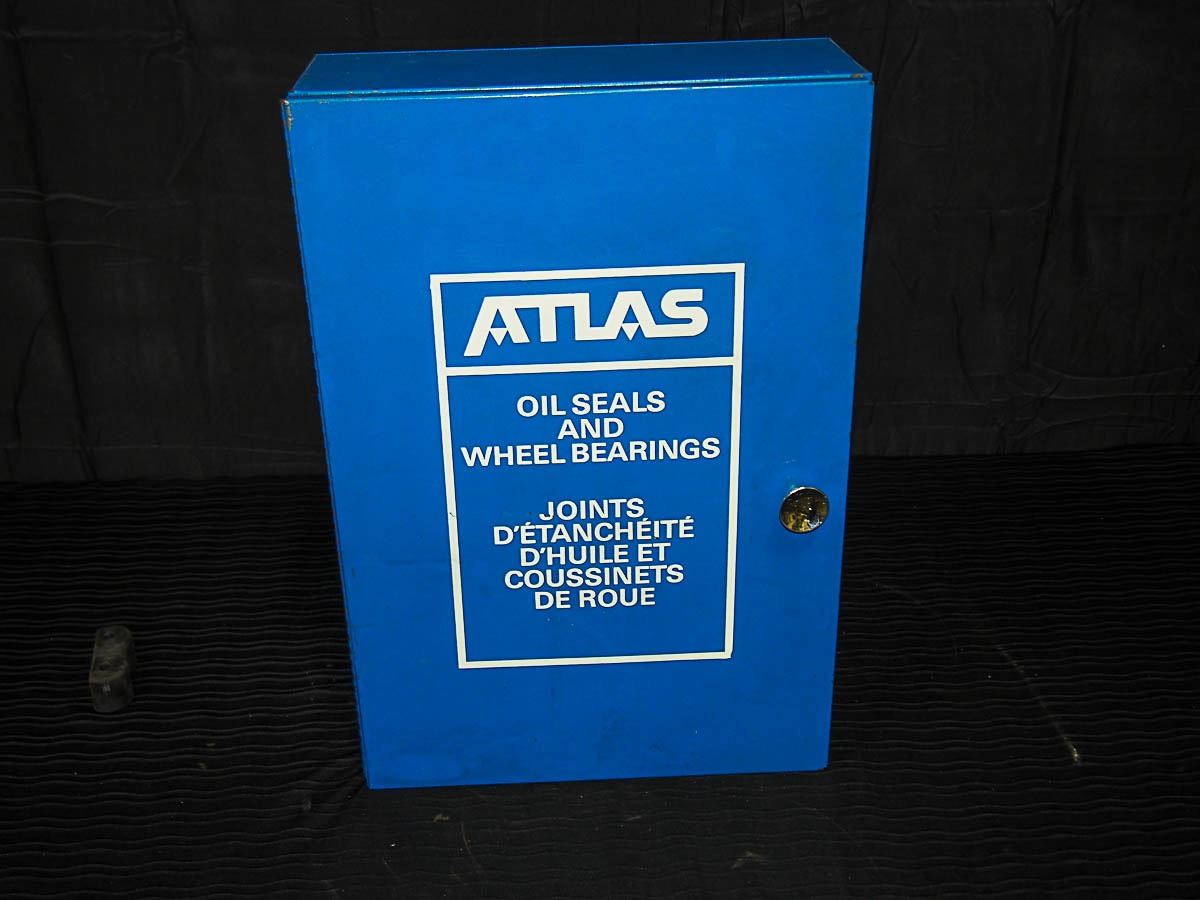 ATLAS
OIL SEALS
AND
WHEEL BEARINGS
JOINTS
D'ÉTANCHÉITÉ
D'HUILE ET
COUSSINETS
DE ROUE